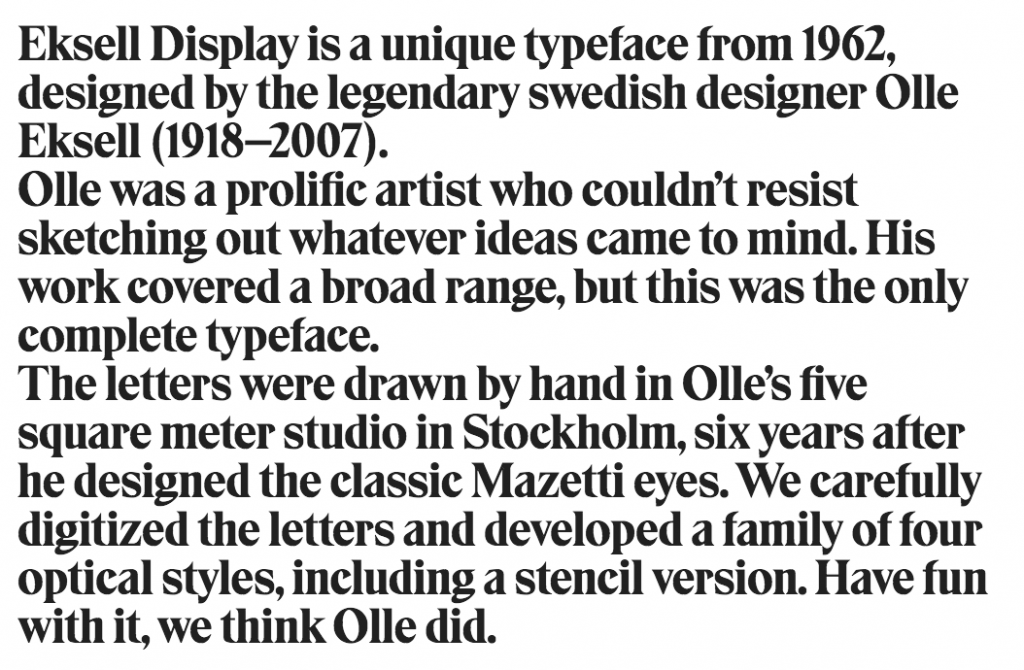 Eksell Display is a unique typeface from 1962,
designed by the legendary swedish designer Olle
Eksell (1918–2007).
Olle was a prolific artist who couldn’t resist
sketching out whatever ideas came to mind. His
work covered a broad range, but this was the only
complete typeface.
The letters were drawn by hand in Olle’s five
square meter studio in Stockholm, six years after
he designed the classic Mazetti eyes. We carefully
digitized the letters and developed a family of four
optical styles, including a stencil version. Have fun
with it, we think Olle did.